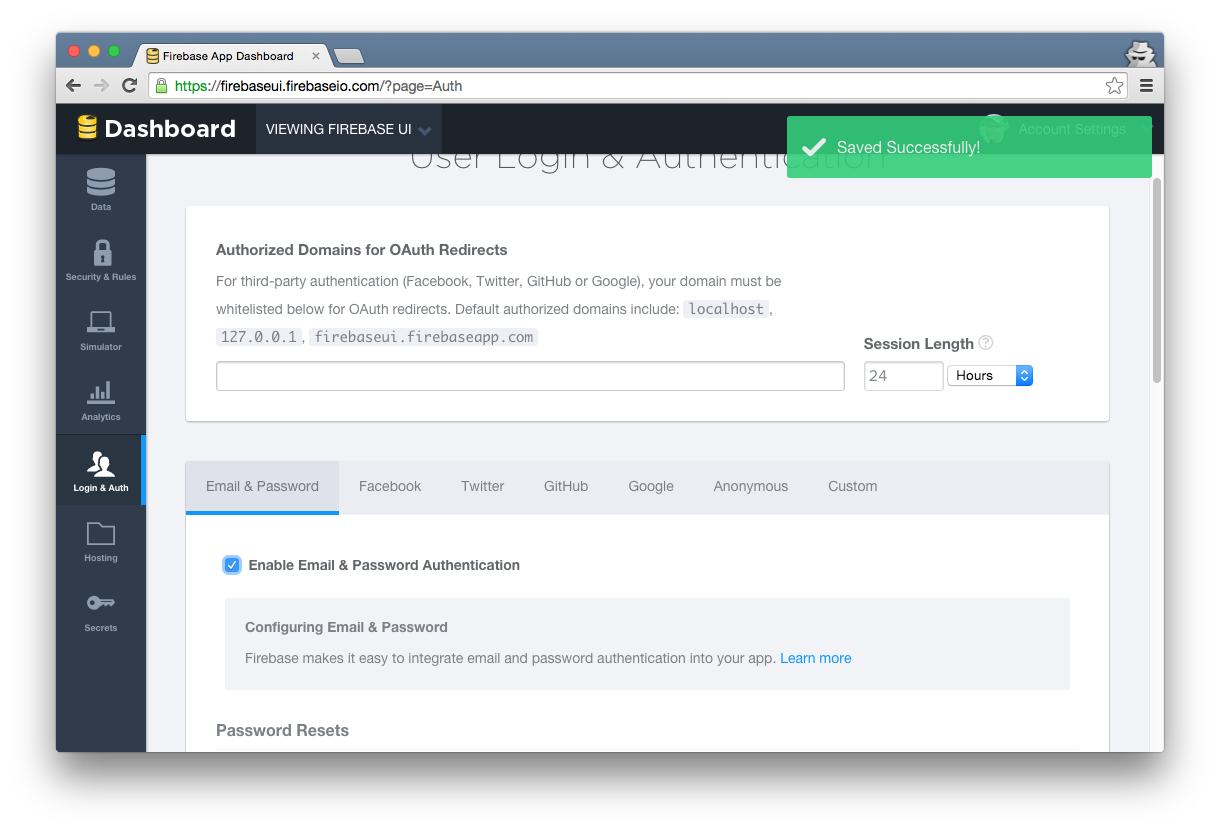 Firebase App Dashboard
https://firebaseui.firebaseio.com/?page=Auth
Dashboard
VIEWING FIREBASE UI
Account Settings
Saved Successfully!
User Login & Authentication
Data
Security & Rules
Simulator
Analytics
Login & Auth
Hosting
Secrets
Authorized Domains for OAuth Redirects
For third-party authentication (Facebook, Twitter, GitHub or Google), your domain must be
whitelisted below for OAuth redirects. Default authorized domains include: localhost,
127.0.0.1, firebaseui.firebaseapp.com
Session Length ?
24 Hours
Email & Password Facebook Twitter GitHub Google Anonymous Custom
Enable Email & Password Authentication
Configuring Email & Password
Firebase makes it easy to integrate email and password authentication into your app. Learn more
Password Resets